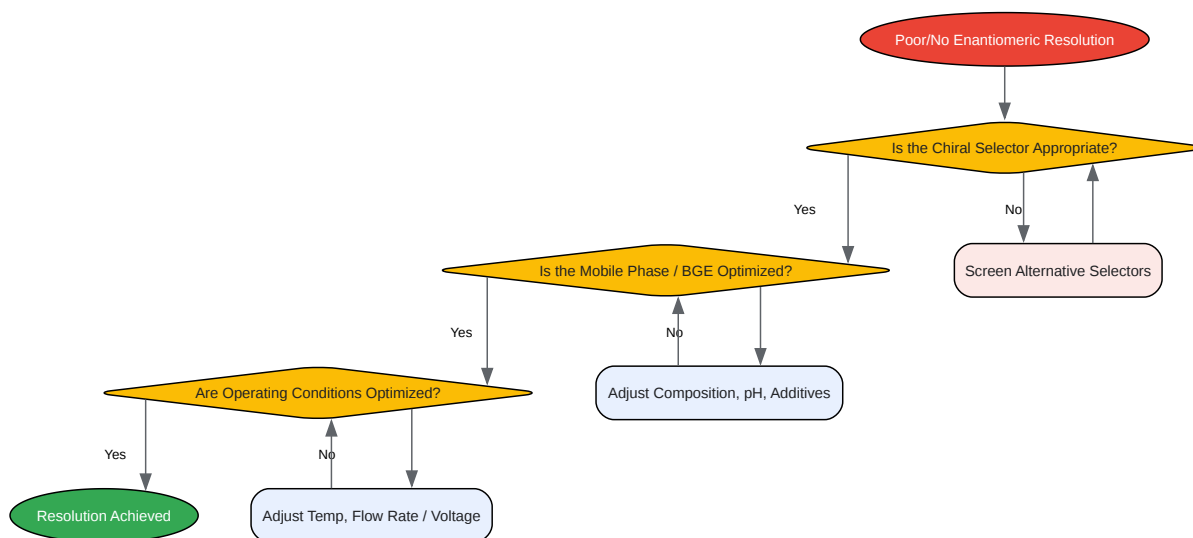 Poor/No Enantiomeric Resolution
Is the Chiral Selector Appropriate?
Yes
No
Screen Alternative Selectors
Is the Mobile Phase / BGE Optimized?
Yes
No
Adjust Composition, pH, Additives
Are Operating Conditions Optimized?
Yes
No
Resolution Achieved
Adjust Temp, Flow Rate / Voltage